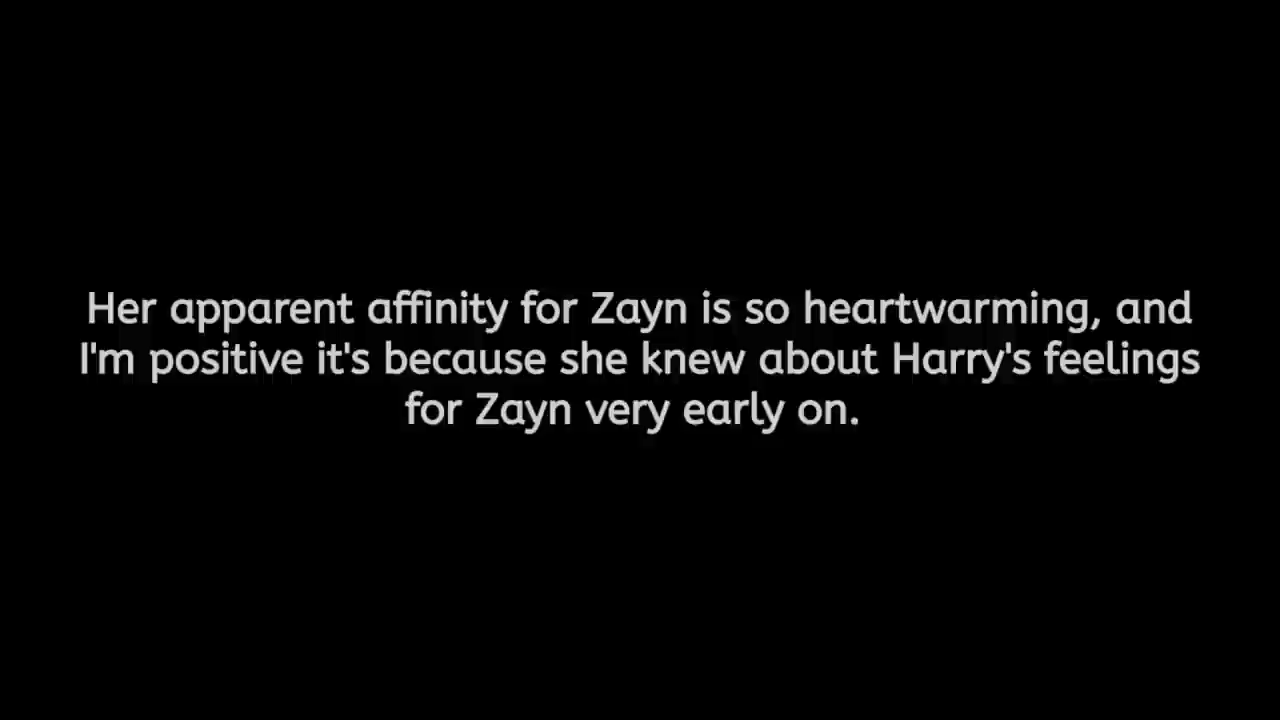 Her apparent affinity for Zayn is so heartwarming, and
I'm positive it's because she knew about Harry's feelings
for Zayn very early on.